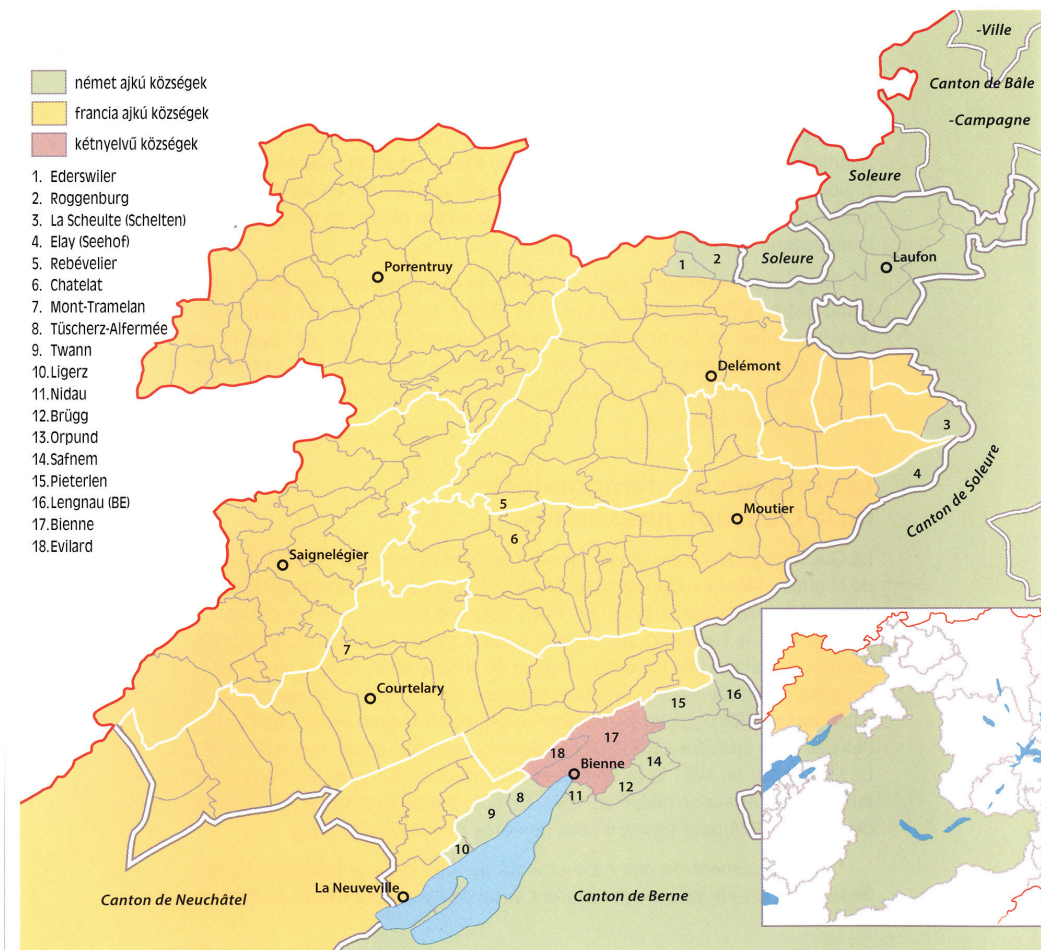 német ajkú községek
francia ajkú községek
kétnyelvű községek
1. Ederswiler
2. Roggenburg
3. La Scheulte (Schelten)
4. Elay (Seehof)
5. Rebévelier
6. Chatelat
7. Mont-Tramelan
8. Tüscherz-Alfermée
9. Twann
10.Ligerz
11.Nidau
12.Brügg
13.Orpund
14.Safnem
15.Pieterlen
16.Lengnau (BE)
17.Bienne
18.Evilard
-Ville
Canton de Bâle
-Campagne
Soleure
Soleure
Laufon
1
2
Porrentruy
Delémont
3
4
Canton de Soleure
5
6
Moutier
Saignelégier
7
Courtelary
15
16
17
18
Bienne
14
12
11
8
9
10
La Neuveville
Canton de Neuchâtel
Canton de Berne